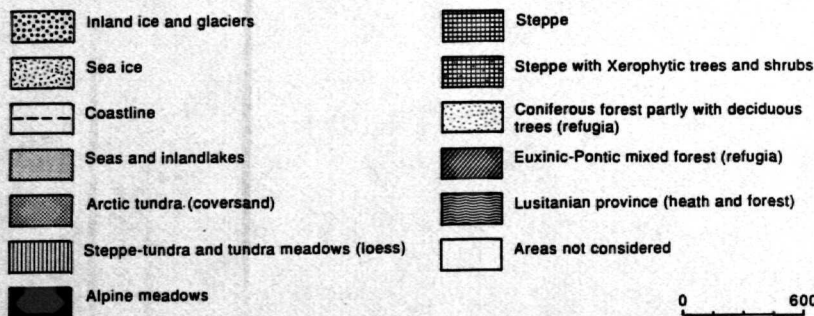 Inland ice and glaciers
Sea ice
Coastline
Seas and inlandlakes
Arctic tundra (coversand)
Steppe-tundra and tundra meadows (loess)
Alpine meadows
Steppe
Steppe with Xerophytic trees and shrubs
Coniferous forest partly with deciduous
trees (refugia)
Euxinic-Pontic mixed forest (refugia)
Lusitanian province (heath and forest)
Areas not considered
0 600